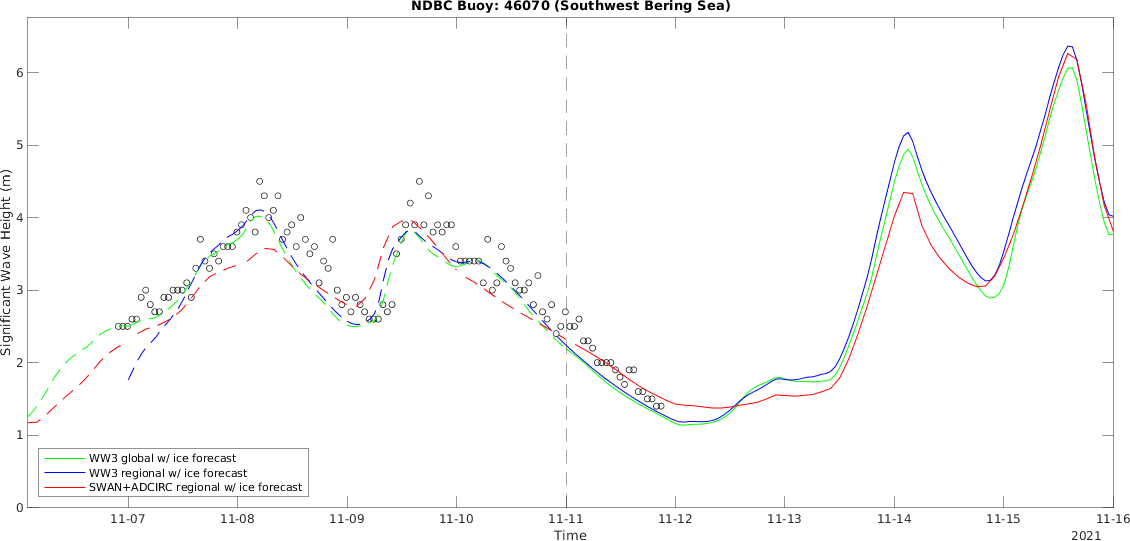 NDBC Buoy: 46070 (Southwest Bering Sea)
Significant Wave Height (m)
6
5
4
3
2
1
0
WW3 global w/ ice forecast
WW3 regional w/ ice forecast
SWAN+ADCIRC regional w/ ice forecast
11-07 11-08 11-09 11-10 11-11 11-12 11-13 11-14 11-15 11-16
Time
2021